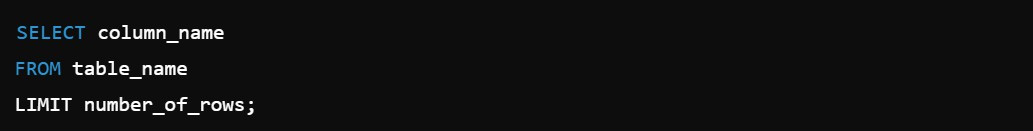 SELECT column_name
FROM table_name
LIMIT number_of_rows;